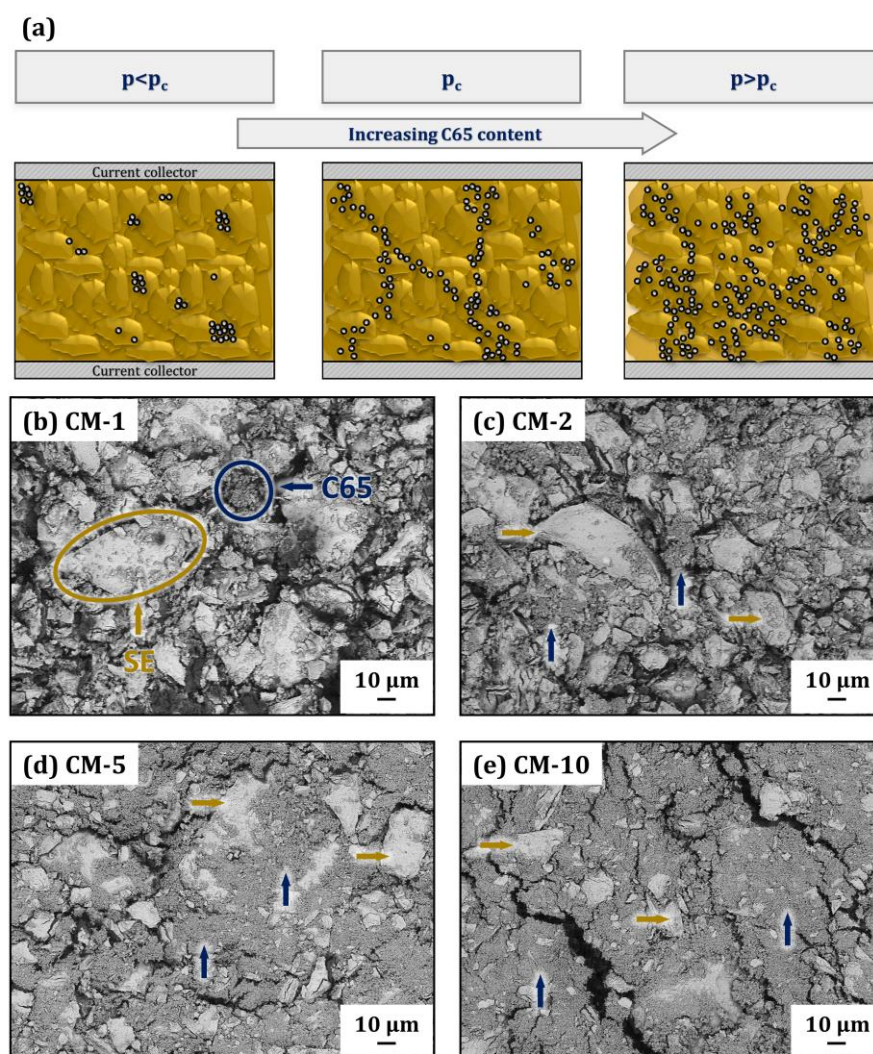 (a)
p<pc
pc
p>pc
Increasing C65 content
Current collector
Current collector
(b) CM-1
C65
SE
10 μm
(c) CM-2
10 μm
(d) CM-5
10 μm
(e) CM-10
10 μm